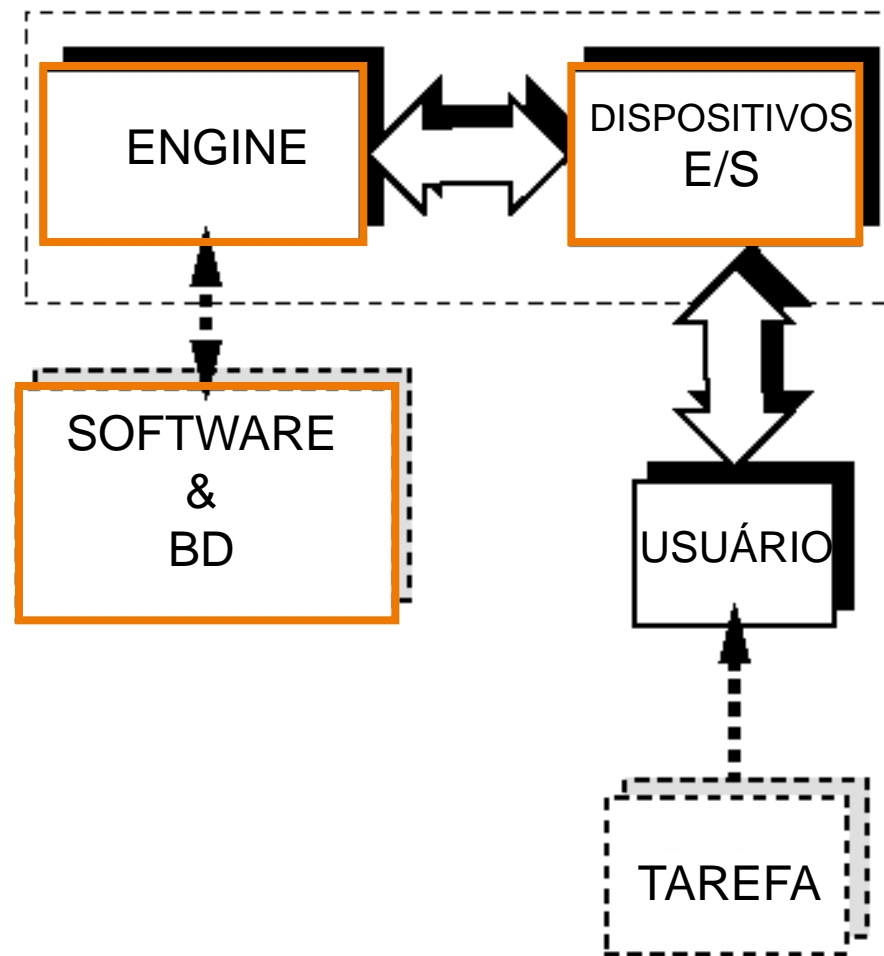 ENGINE
DISPOSITIVOS
E/S
SOFTWARE
&
BD
USUÁRIO
TAREFA